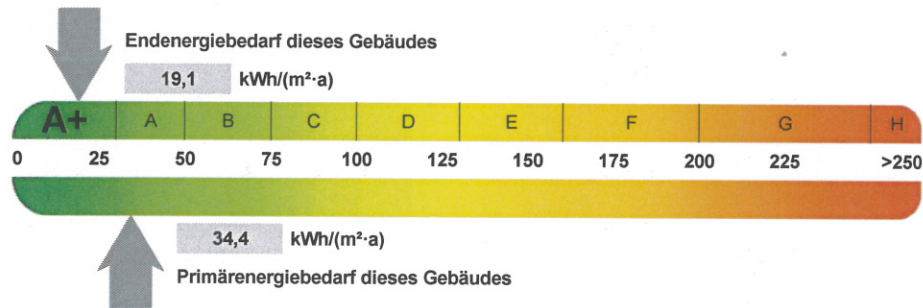 Endenergiebedarf dieses Gebäudes
19,1 kWh/(m²·a)
A+ A B C D E F G H
0 25 50 75 100 125 150 175 200 225 >250
34,4 kWh/(m²·a)
Primärenergiebedarf dieses Gebäudes